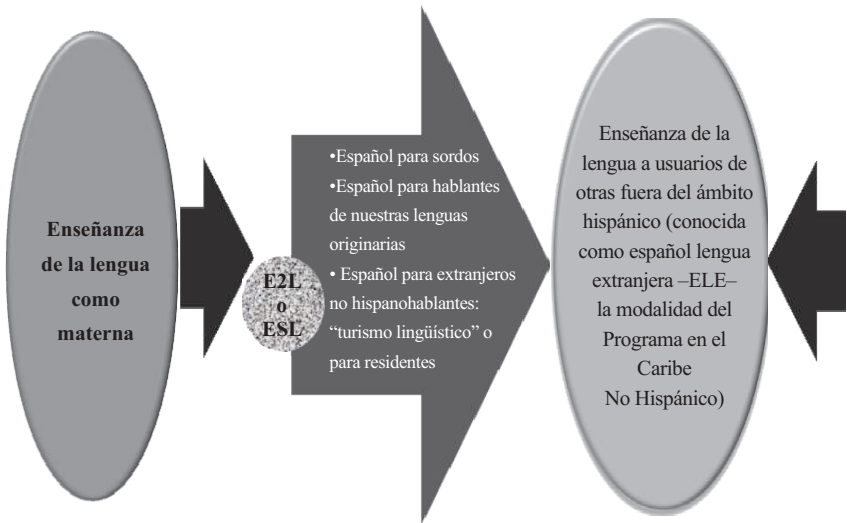 Enseñanza
de la lengua
como
materna
E2L
o
ESL
•Español para sordos
•Español para hablantes
de nuestras lenguas
originarias
• Español para extranjeros
no hispanohablantes:
“turismo lingüístico” o
para residentes
Enseñanza de la
lengua a usuarios de
otras fuera del ámbito
hispánico (conocida
como español lengua
extranjera –ELE–
la modalidad del
Programa en el
Caribe
No Hispánico)